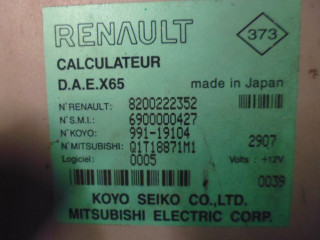 RENAULT 373
CALCULATEUR
D.A.E.X65 made in Japan
N°RENAULT: 8200222352
N°S.M.I.: 6900000427
N°KOYO: 991-19104
N°MITSUBISHI: Q1T18871M1 2907
Logiciel: 0005 Volts: +12V
0039
KOYO SEIKO CO.,LTD.
MITSUBISHI ELECTRIC CORP.